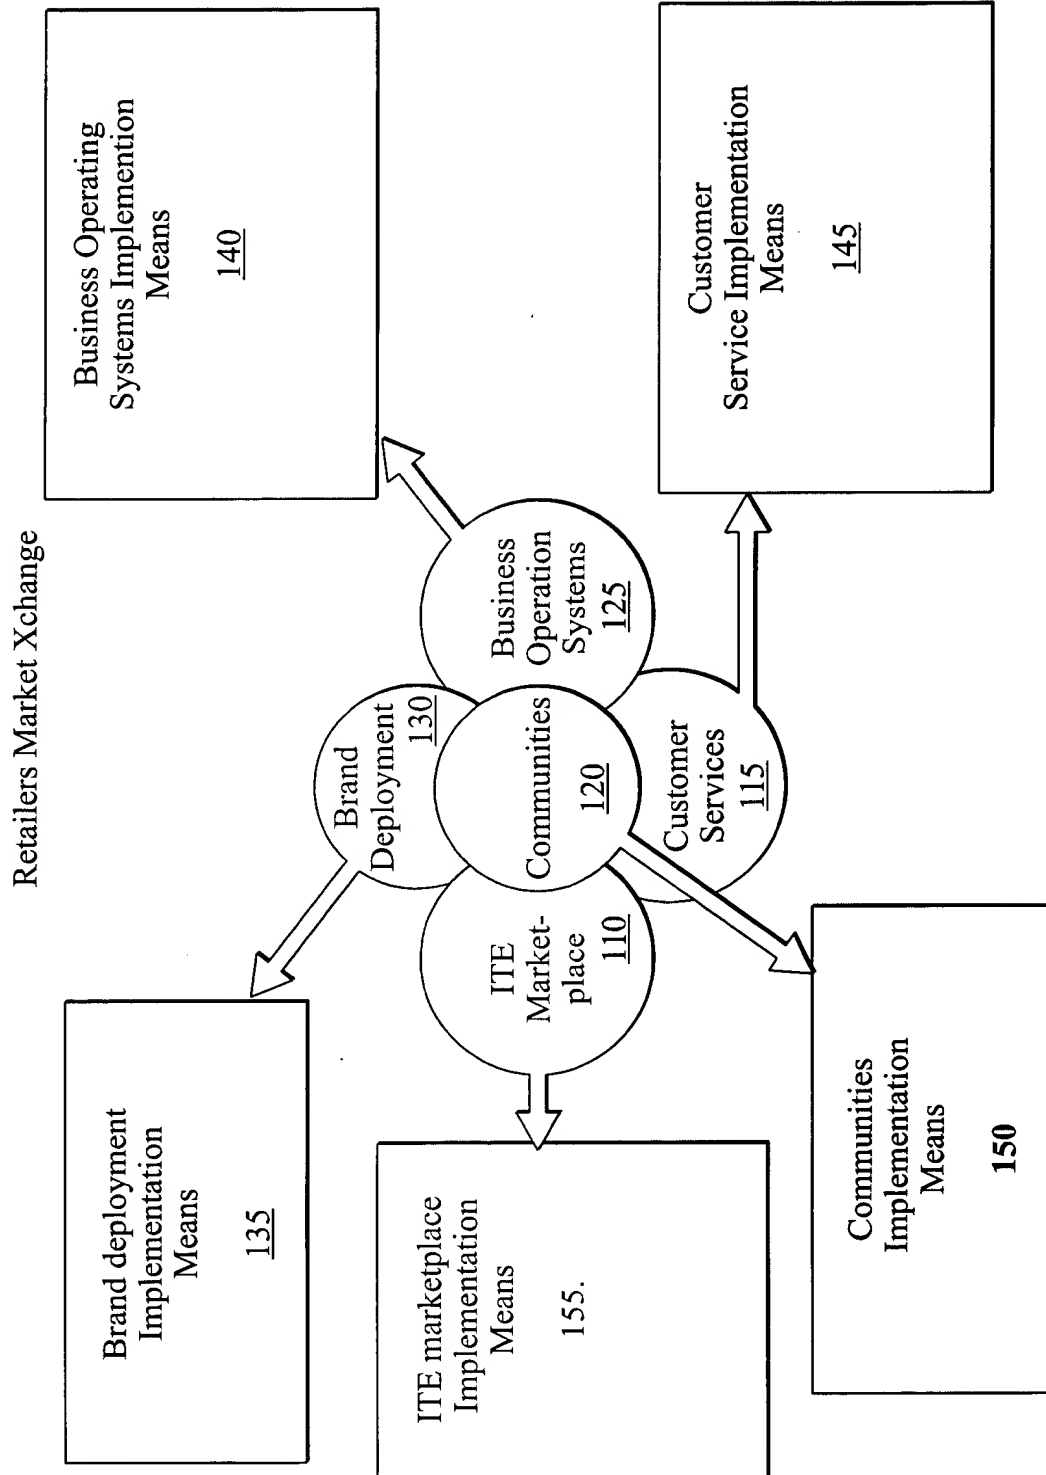 Retailers Market Xchange
Brand deployment
Implementation
Means
135
Business Operating
Systems Implemention
Means
140
Brand
Deployment
130
ITE
Market-
place
110
Communities
120
Business
Operation
Systems
125
Customer
Services
115
ITE marketplace
Implementation
Means
155.
Communities
Implementation
Means
150
Customer
Service Implementation
Means
145